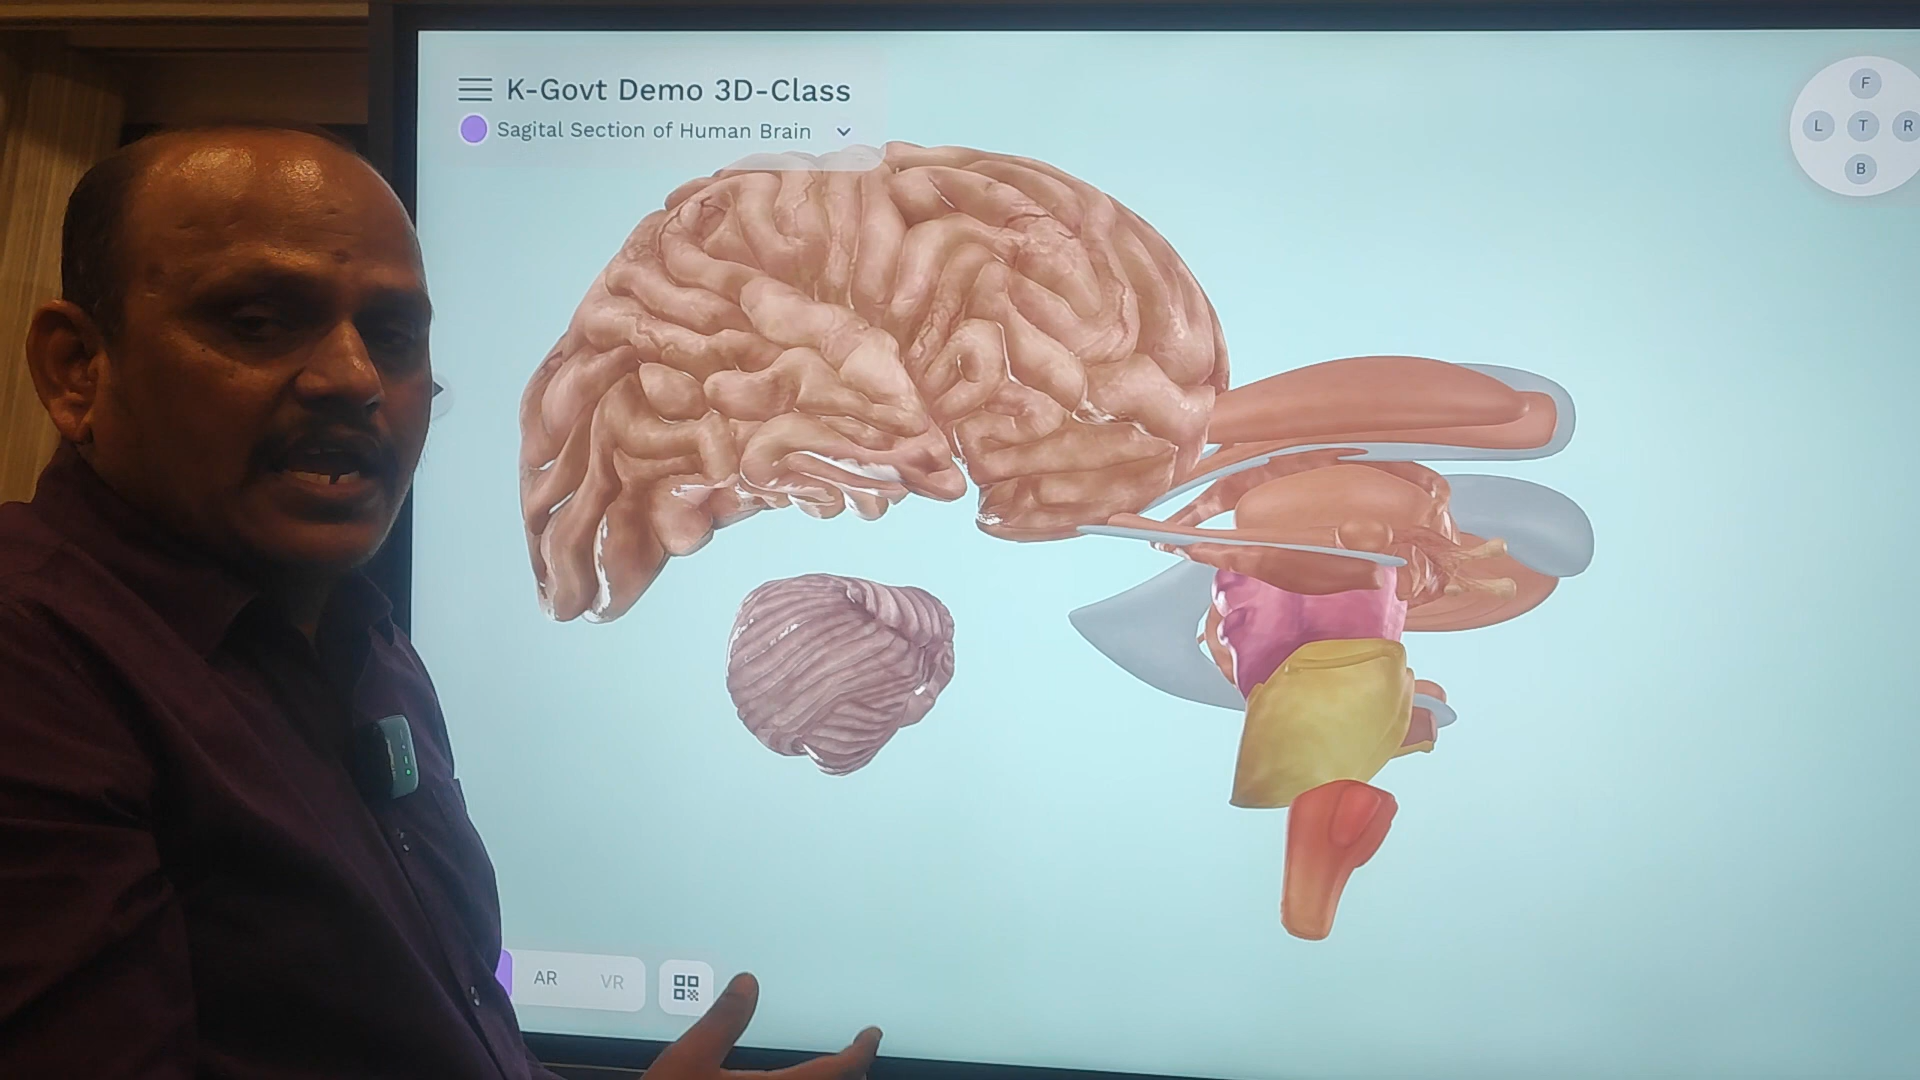 K-Govt Demo 3D-Class
Sagital Section of Human Brain
F
L T R
B
AR VR